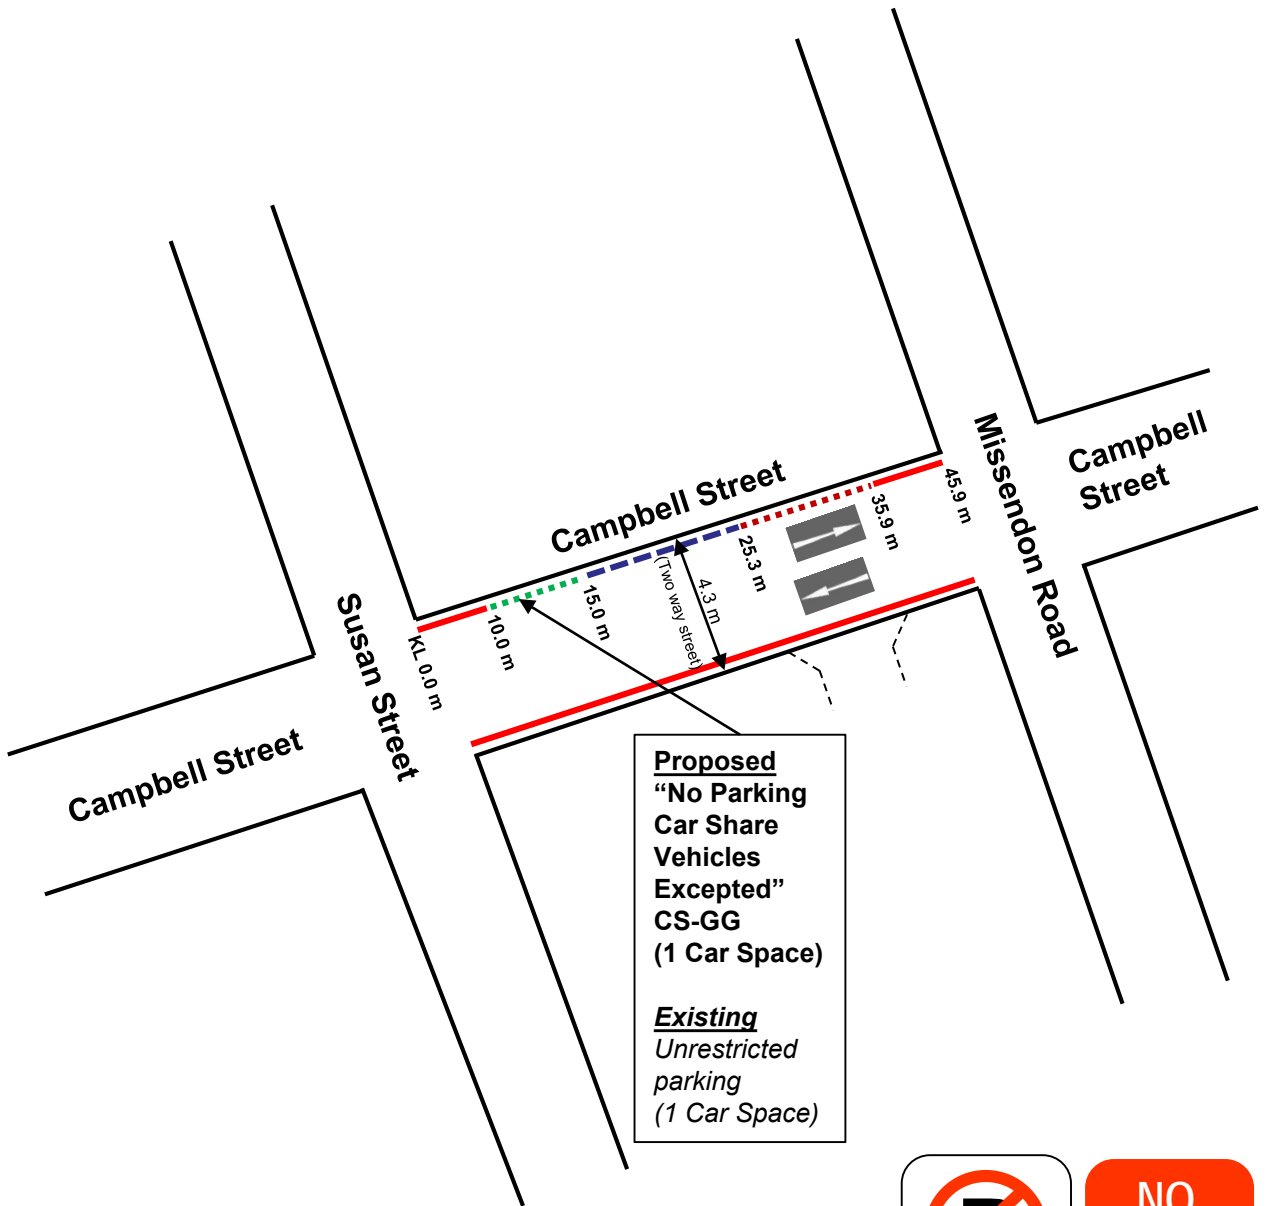 Campbell Street
Missendon Road
Campbell
Street
Susan Street
Campbell Street
KL 0.0 m
10.0 m
15.0 m
25.3 m
35.9 m
45.9 m
4.3 m
(Two way street)
Proposed
“No Parking
Car Share
Vehicles
Excepted”
CS-GG
(1 Car Space)
Existing
Unrestricted
parking
(1 Car Space)
NO